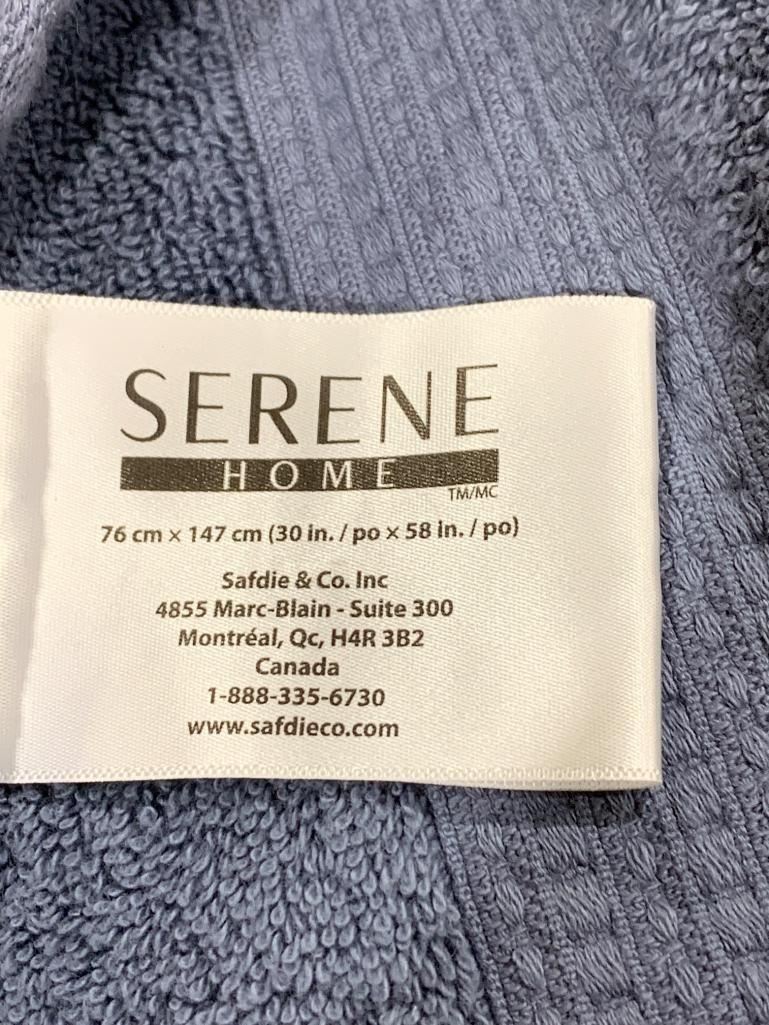 SERENE
HOME
TM/MC
76 cm × 147 cm (30 in. / po × 58 in. / po)
Safdie & Co. Inc
4855 Marc-Blain - Suite 300
Montréal, Qc, H4R 3B2
Canada
1-888-335-6730
www.safdieco.com